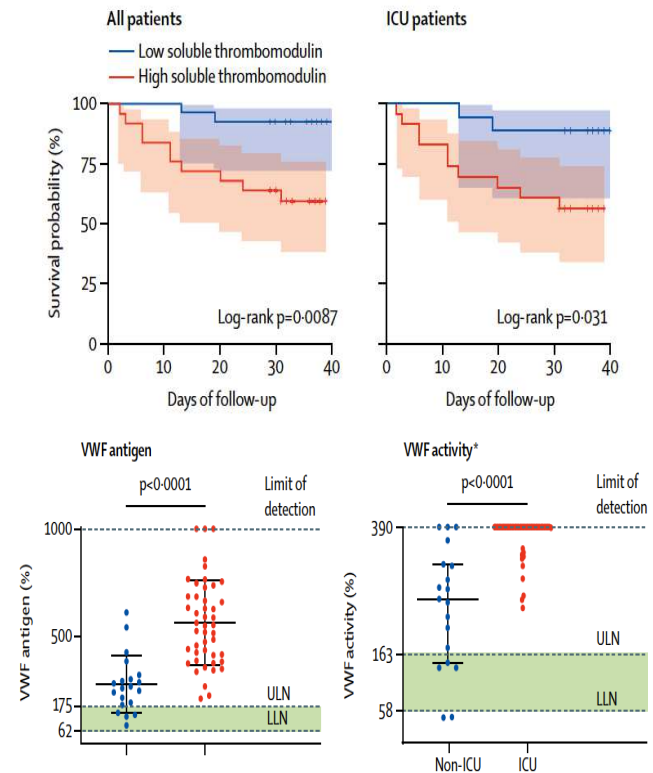 All patients
Low soluble thrombomodulin
High soluble thrombomodulin
Survival probability (%)
100
75
50
25
0
Log-rank p=0·0087
0 10 20 30 40
Days of follow-up
ICU patients
Log-rank p=0·031
0 10 20 30 40
Days of follow-up
VWF antigen
p<0·0001
Limit of
detection
VWF antigen (%)
1000
500
175
62
ULN
LLN
VWF activity*
p<0·0001
Limit of
detection
VWF activity (%)
390
163
58
ULN
LLN
Non-ICU ICU